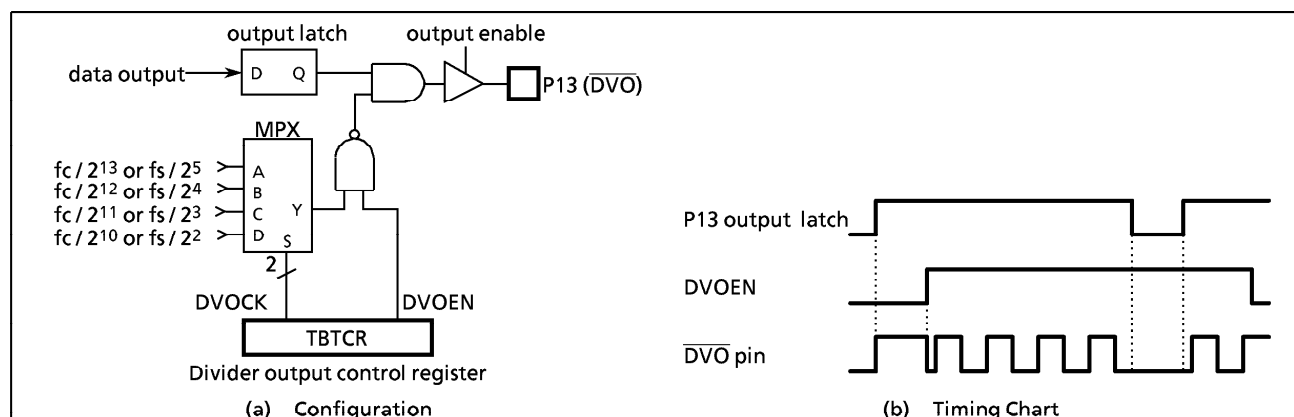 output latch
output enable
data output
D Q
P13 (DVO)
MPX
fc / 2¹³ or fs / 2⁵
A
fc / 2¹² or fs / 2⁴
B
fc / 2¹¹ or fs / 2³
C
Y
fc / 2¹⁰ or fs / 2²
D
S
2
DVOCK
DVOEN
TBTCR
Divider output control register
(a) Configuration
P13 output latch
DVOEN
DVO pin
(b) Timing Chart